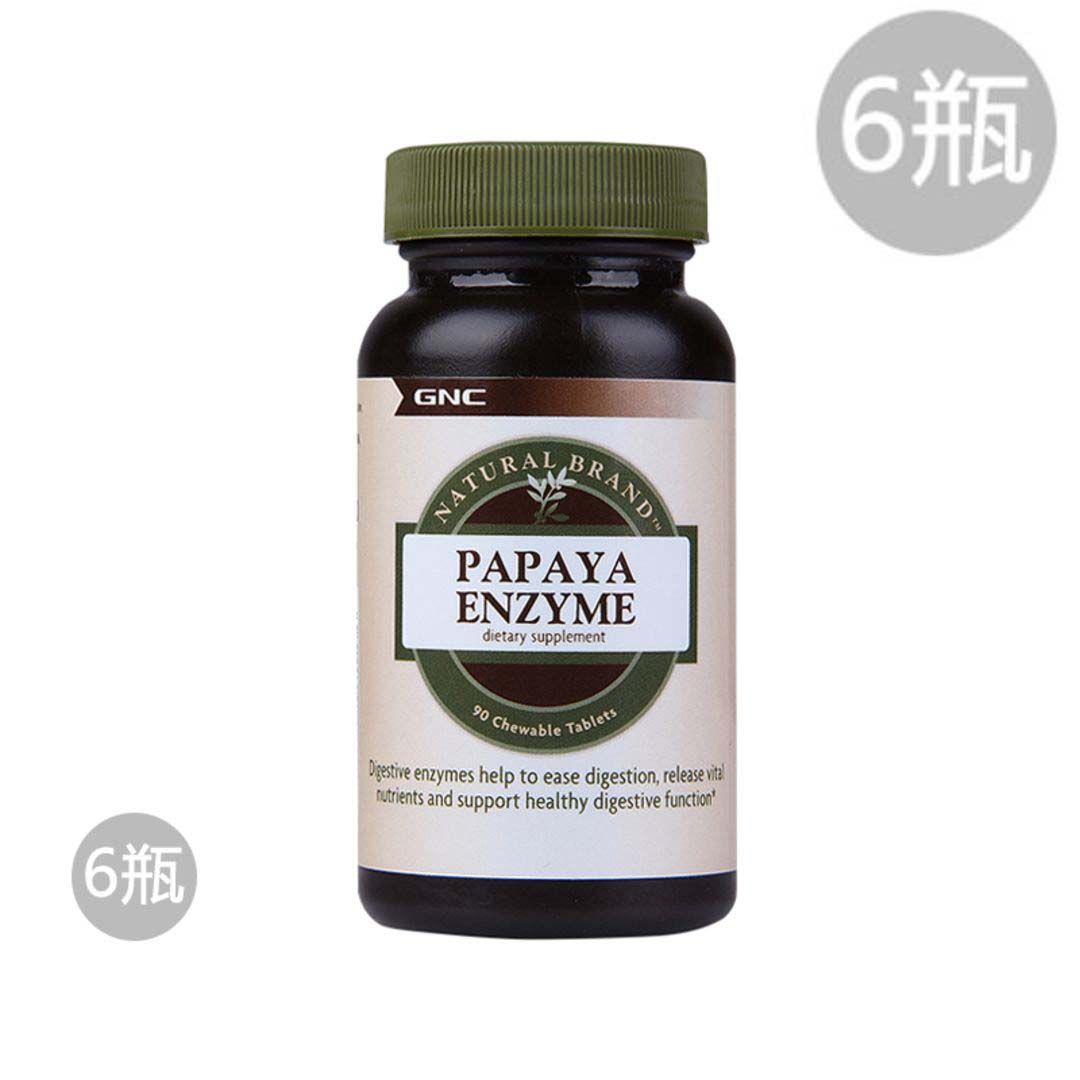 6瓶
GNC
NATURAL BRAND™
PAPAYA
ENZYME
dietary supplement
90 Chewable Tablets
Digestive enzymes help to ease digestion, release vital
nutrients and support healthy digestive function*
6瓶